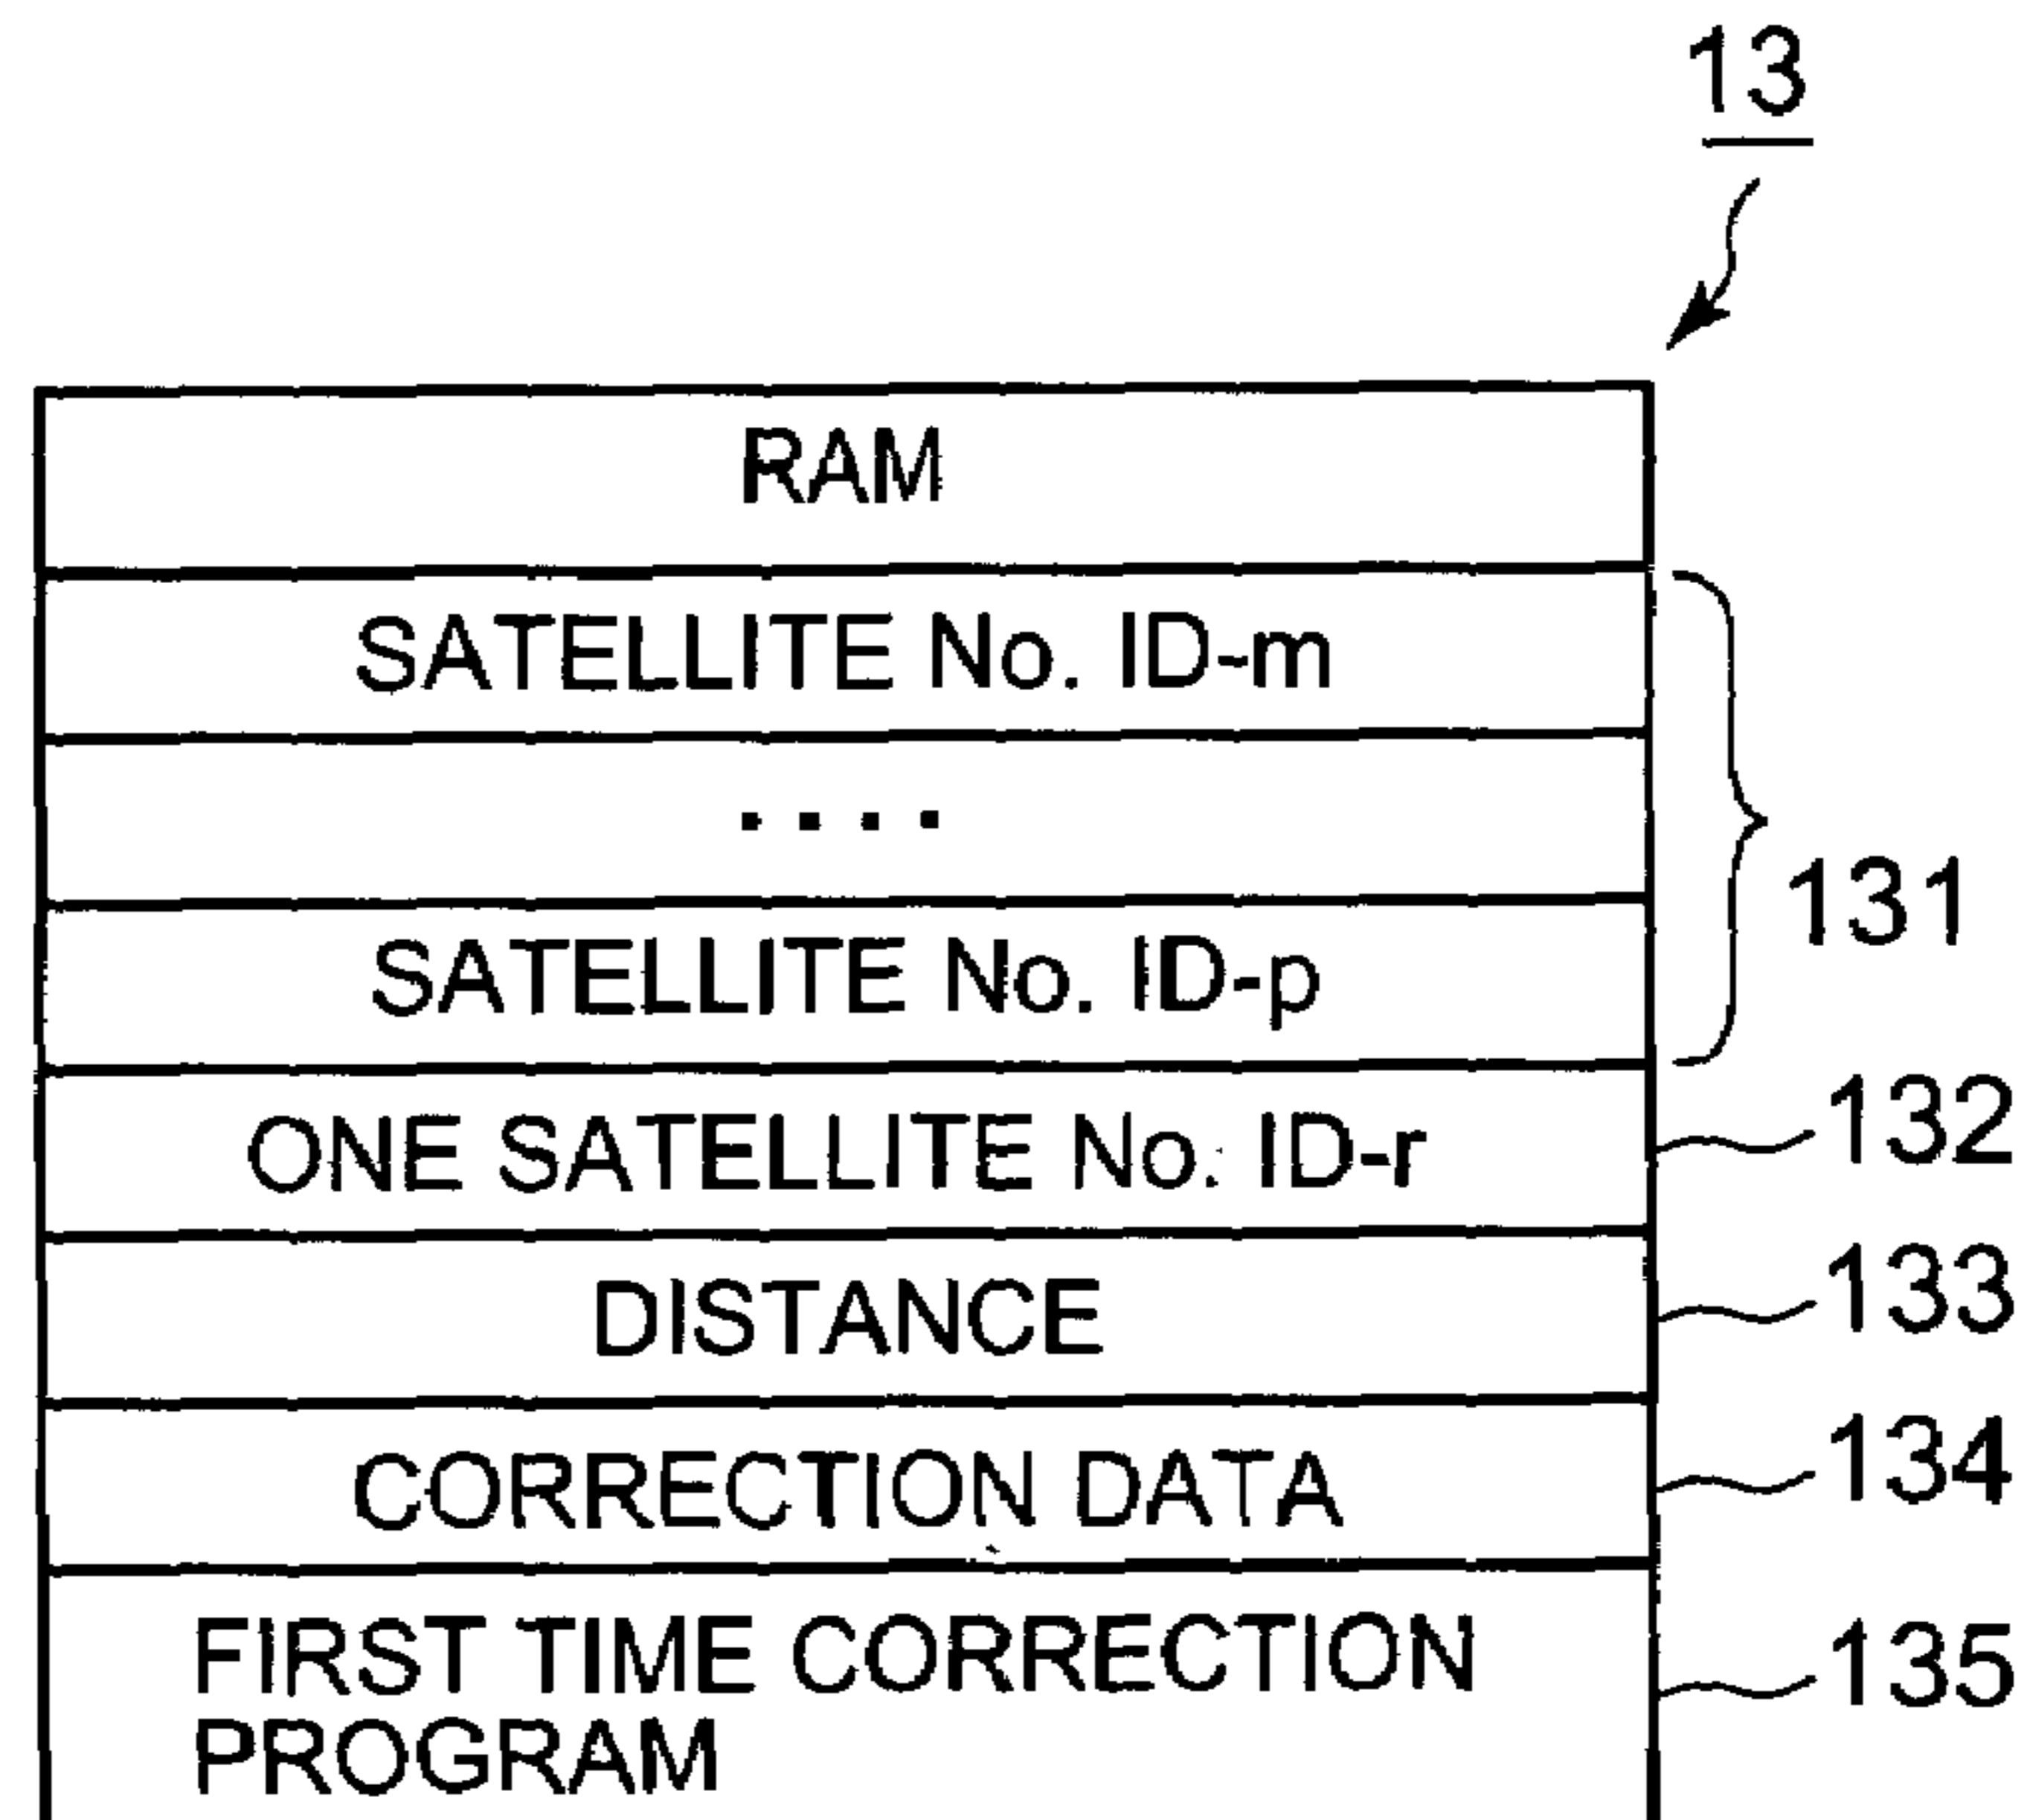 13
RAM
SATELLITE No. ID-m
....
SATELLITE No. ID-p
131
ONE SATELLITE No. ID-r
132
DISTANCE
133
CORRECTION DATA
134
FIRST TIME CORRECTION
PROGRAM
135